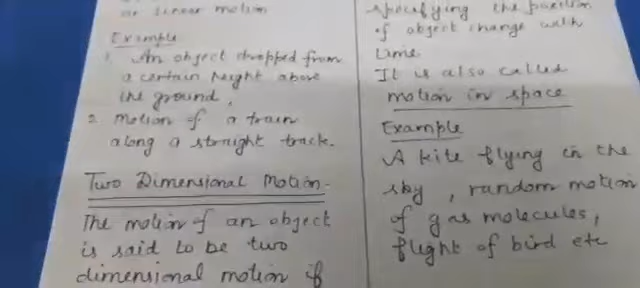 or linear motion
Example
1. An object dropped from
a certain height above
the ground,
2. motion of a train
along a straight track.
Two Dimensional Motion-
The motion of an object
is said to be two
dimensional motion if
specifying the position
of object change with
time
It is also called
motion in space
Example
A kite flying in the
sky, random motion
of gas molecules,
flight of bird etc